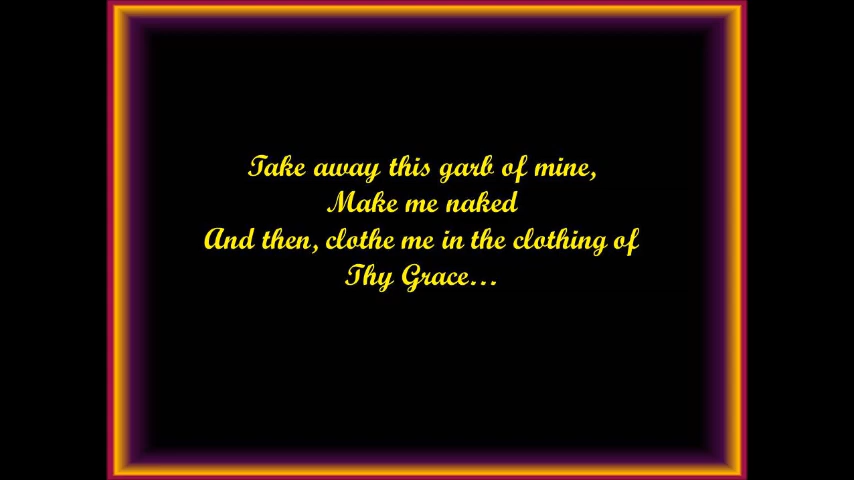 Take away this garb of mine,
Make me naked
And then, clothe me in the clothing of
Thy Grace...